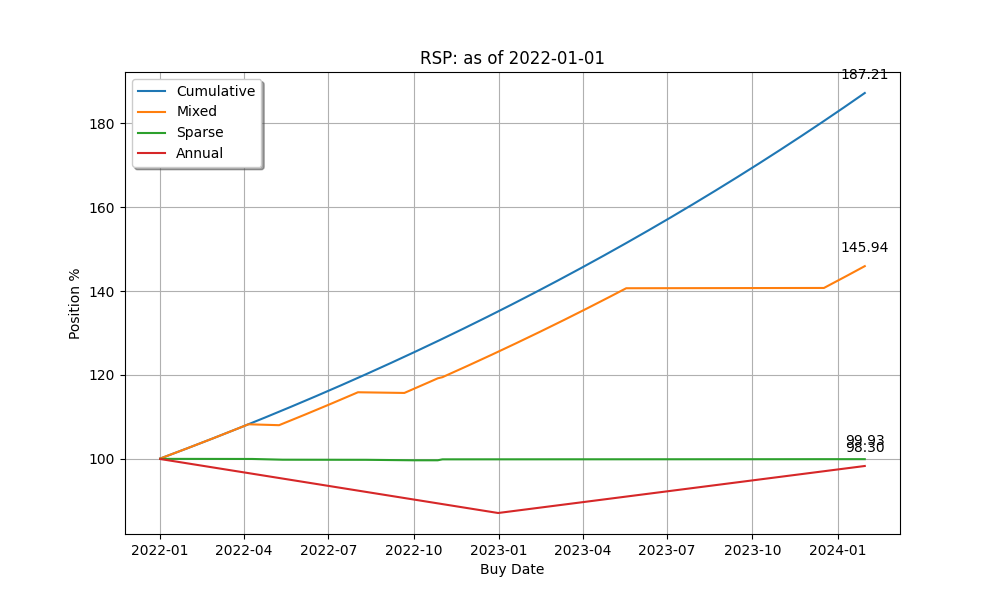 RSP: as of 2022-01-01
187.21
Cumulative
Mixed
Sparse
Annual
180
160
145.94
140
120
99.93
98.30
100
Position %
2022-01 2022-04 2022-07 2022-10 2023-01 2023-04 2023-07 2023-10 2024-01
Buy Date